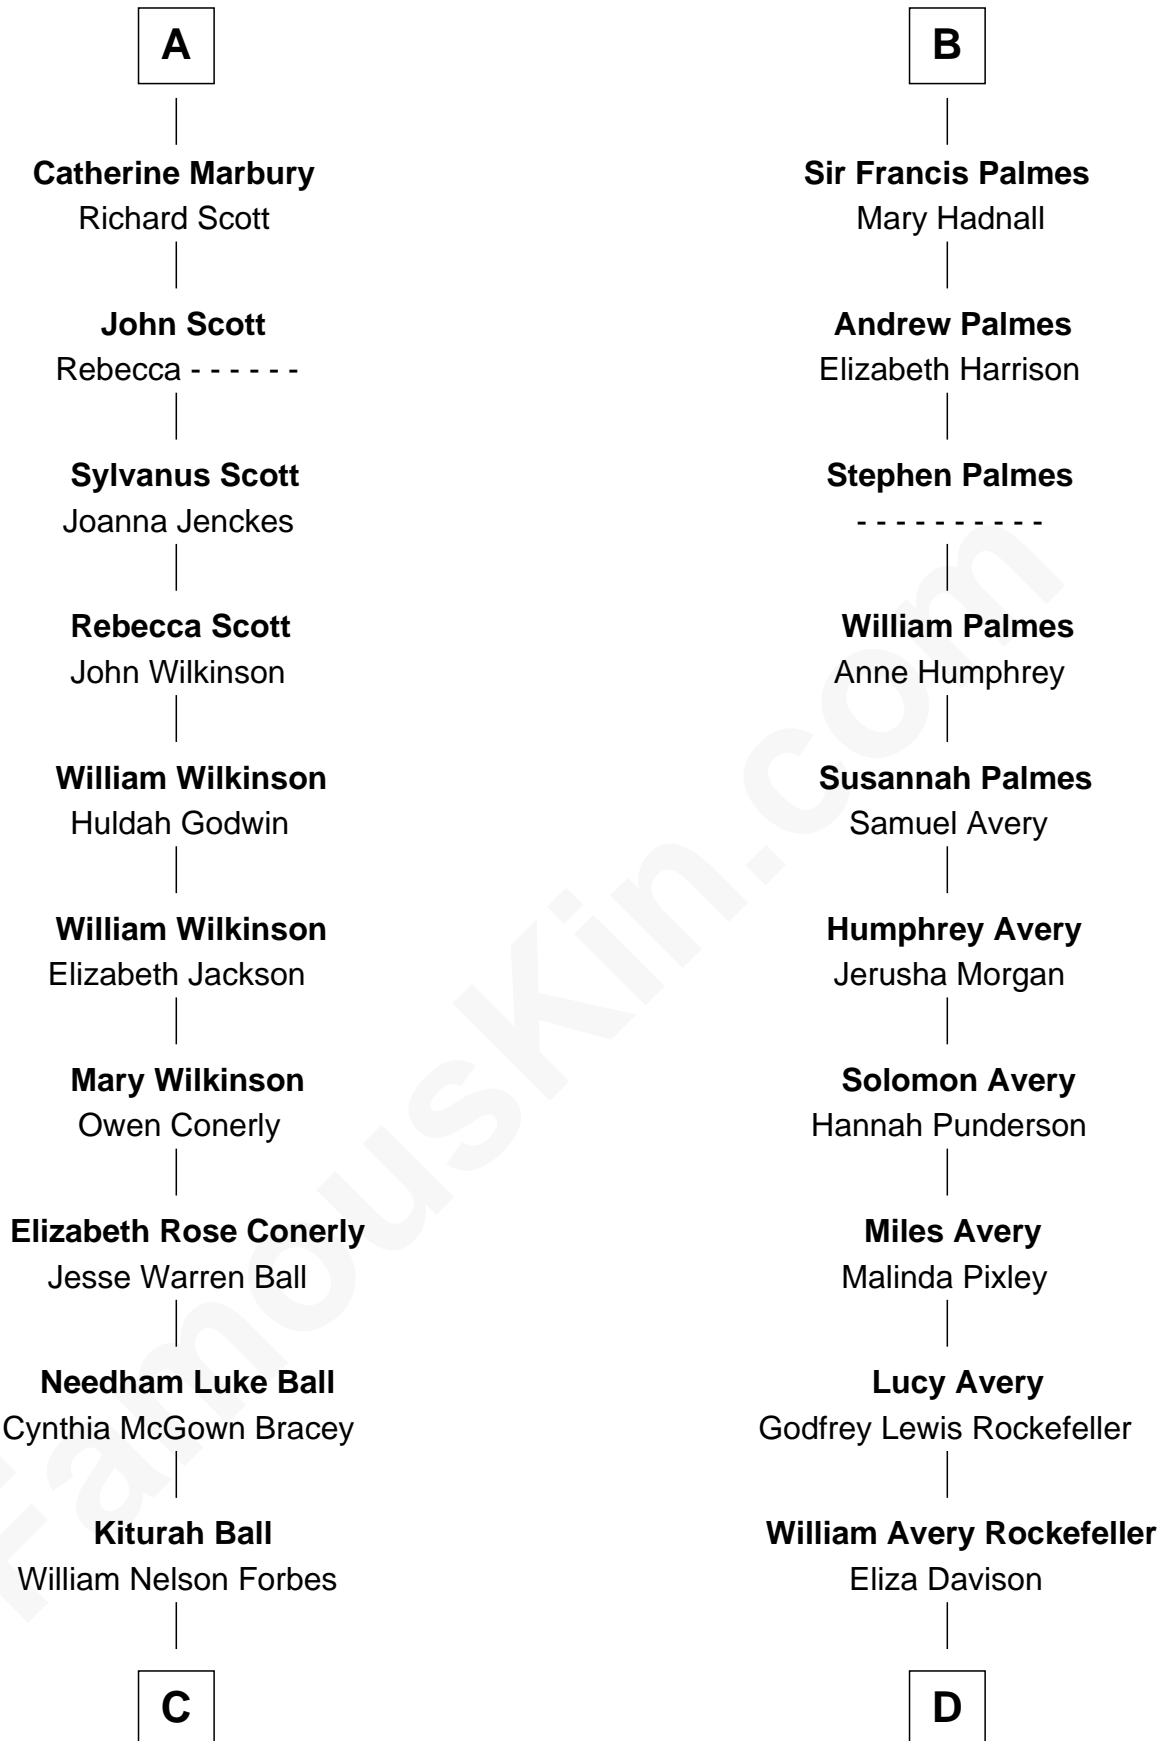 A
Catherine Marbury
Richard Scott
John Scott
Rebecca - - - - - -
Sylvanus Scott
Joanna Jenckes
Rebecca Scott
John Wilkinson
William Wilkinson
Huldah Godwin
William Wilkinson
Elizabeth Jackson
Mary Wilkinson
Owen Conerly
Elizabeth Rose Conerly
Jesse Warren Ball
Needham Luke Ball
Cynthia McGown Bracey
Kiturah Ball
William Nelson Forbes
C
B
Sir Francis Palmes
Mary Hadnall
Andrew Palmes
Elizabeth Harrison
Stephen Palmes
- - - - - - - - - -
William Palmes
Anne Humphrey
Susannah Palmes
Samuel Avery
Humphrey Avery
Jerusha Morgan
Solomon Avery
Hannah Punderson
Miles Avery
Malinda Pixley
Lucy Avery
Godfrey Lewis Rockefeller
William Avery Rockefeller
Eliza Davison
D
FamousKin.com